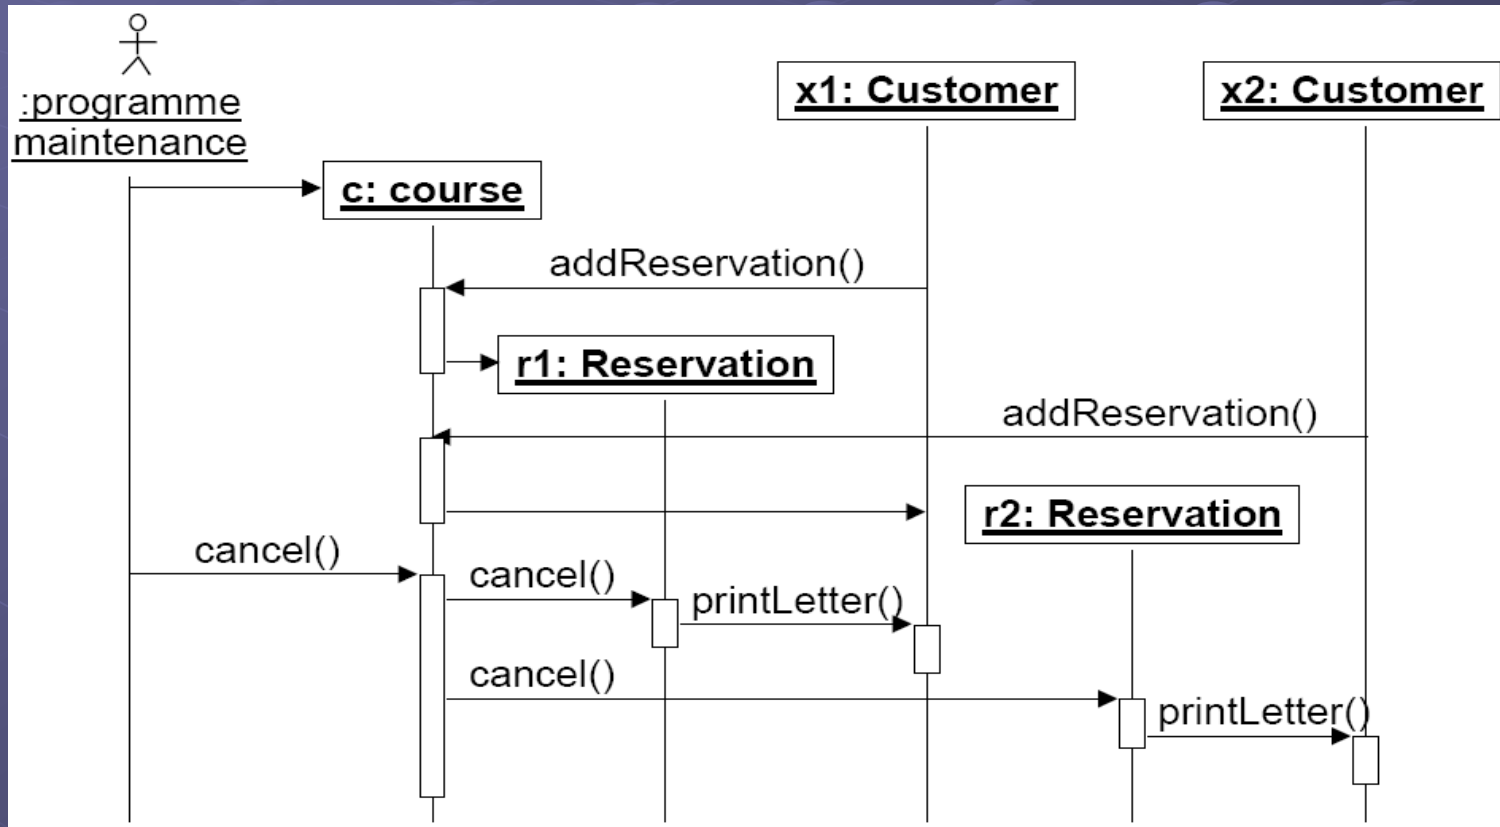 x1: Customer
x2: Customer
:programme
maintenance
c: course
addReservation()
r1: Reservation
addReservation()
r2: Reservation
cancel()
cancel()
printLetter()
cancel()
printLetter()